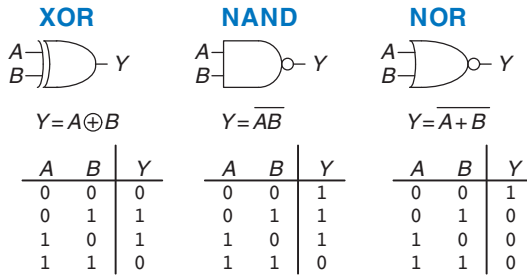 XOR NAND NOR
A A A
Y Y Y
B B B
Y = A ⊕ B Y = \overline{AB} Y = \overline{A + B}
A B Y A B Y A B Y
0 0 0 0 0 1 0 0 1
0 1 1 0 1 1 0 1 0
1 0 1 1 0 1 1 0 0
1 1 0 1 1 0 1 1 0